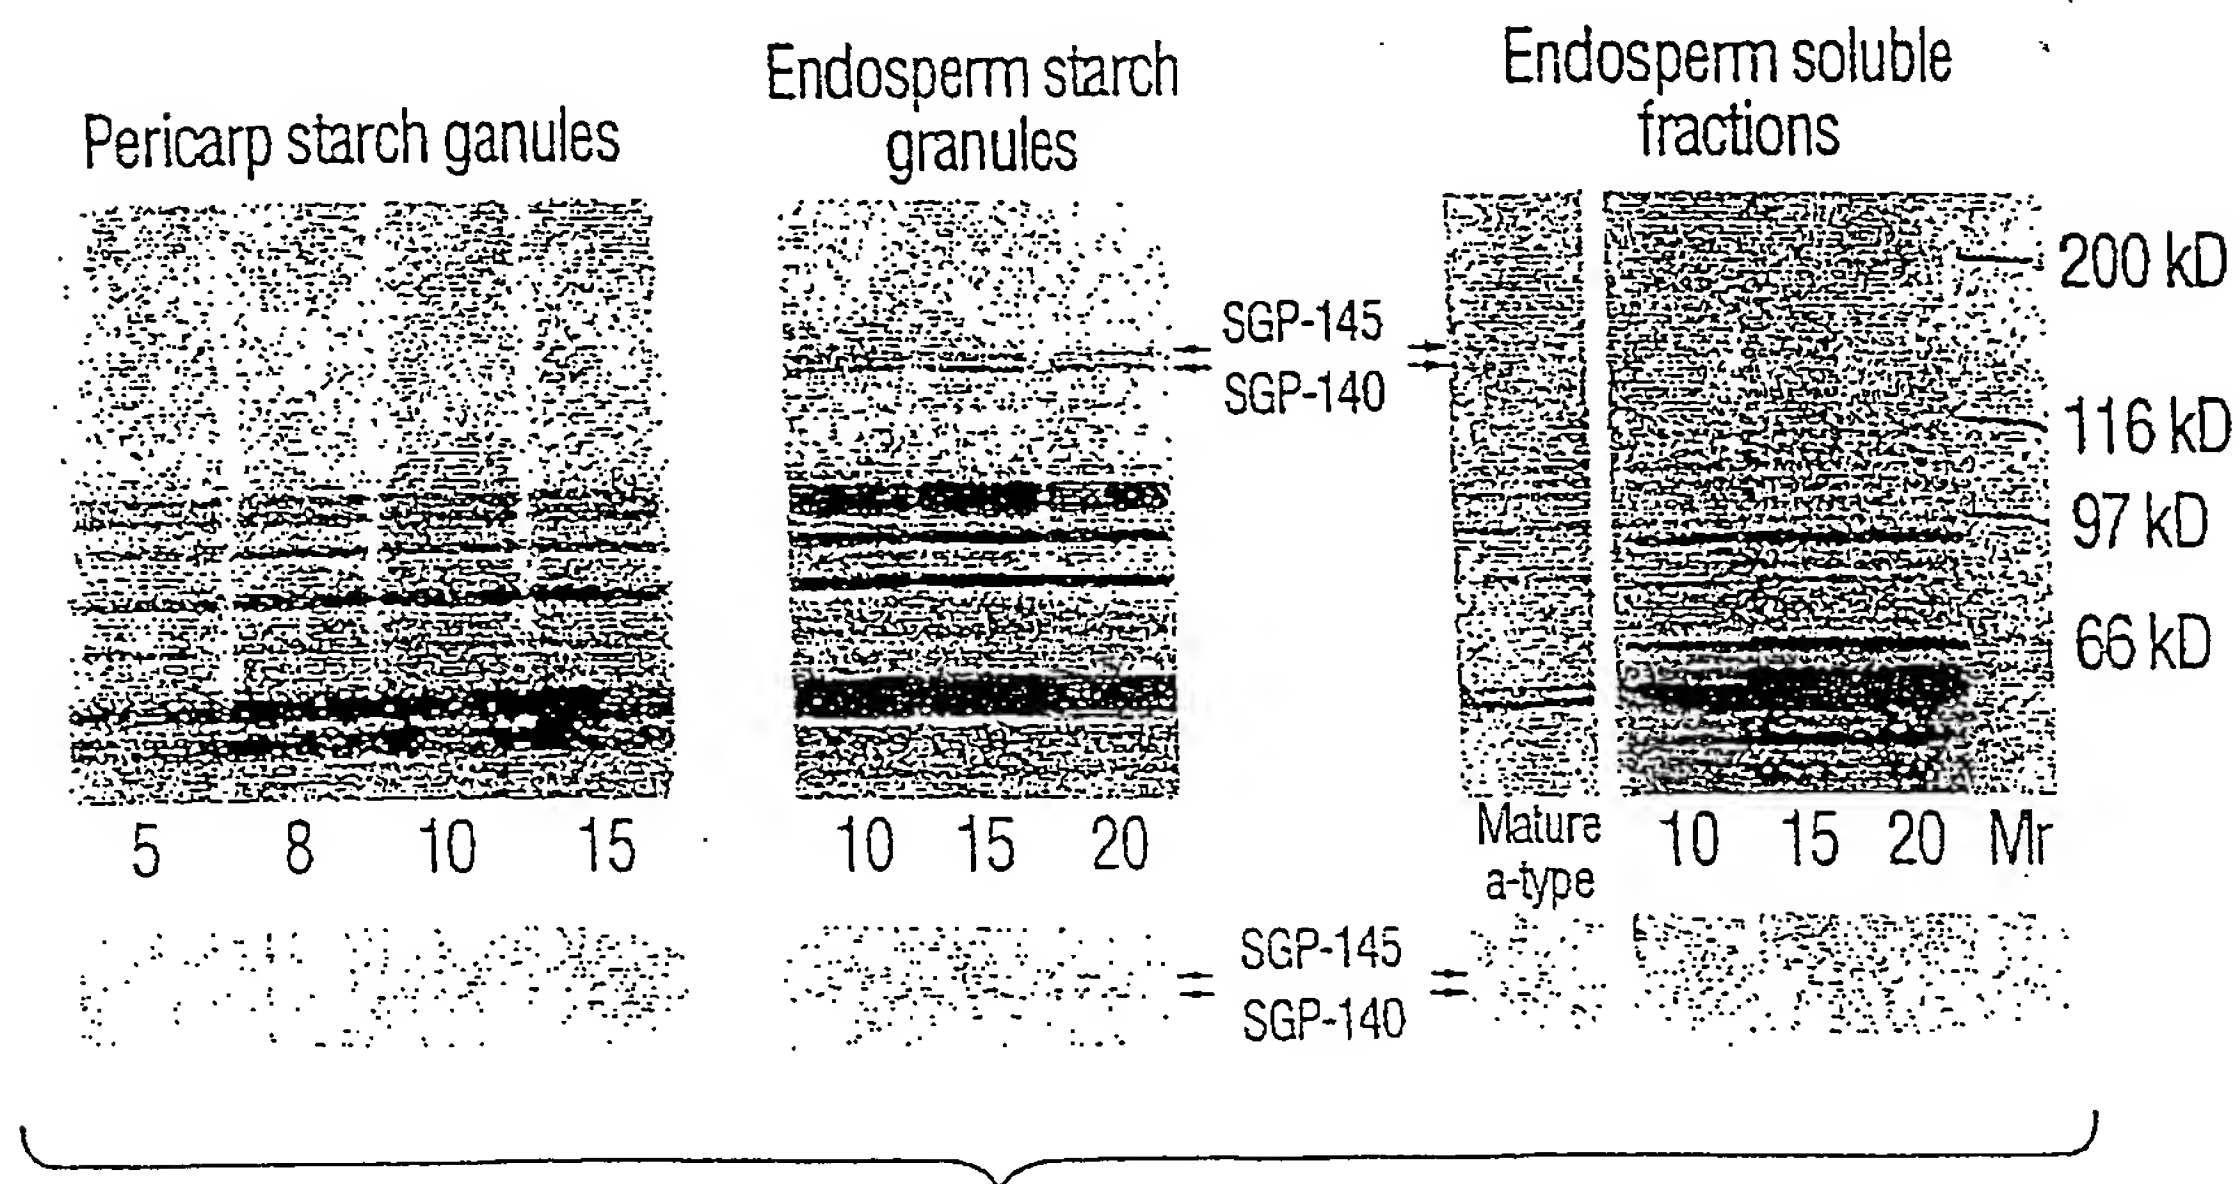 Pericarp starch ganules
Endosperm starch
granules
Endosperm soluble
fractions
SGP-145
SGP-140
200 kD
116 kD
97 kD
66 kD
5 8 10 15
10 15 20
Mature
a-type
10 15 20 Mr
SGP-145
SGP-140